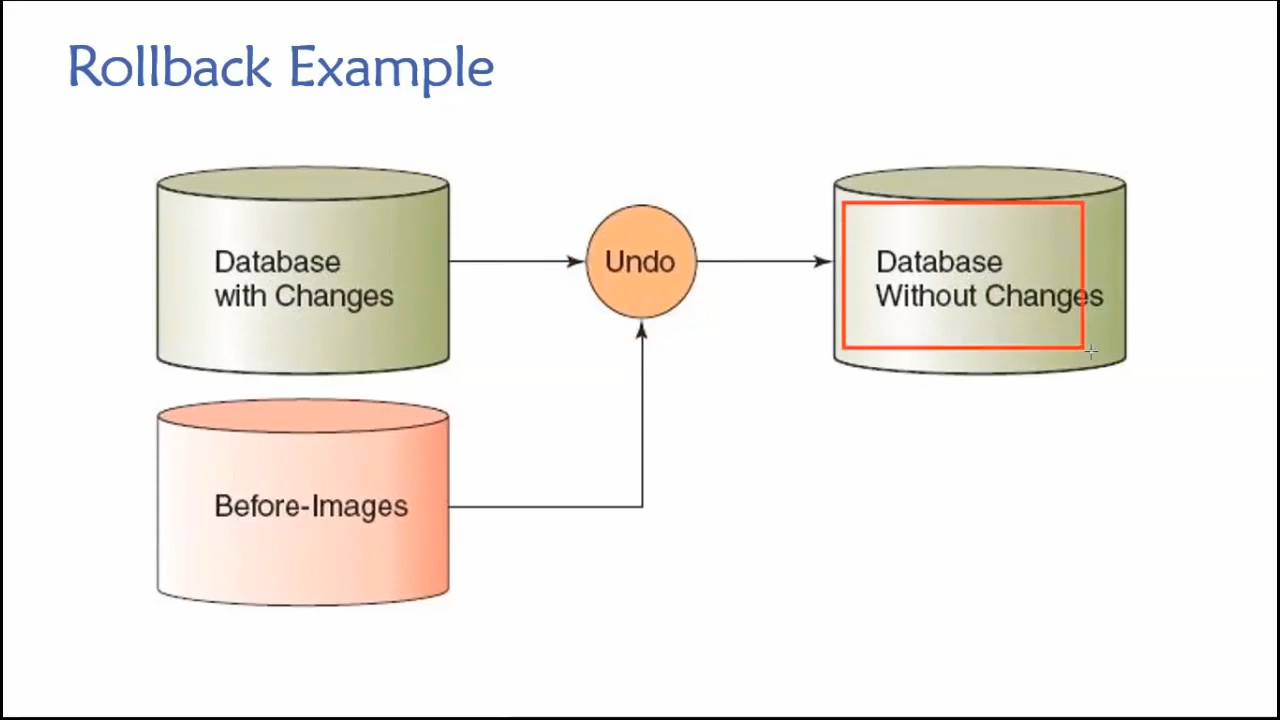 Rollback Example
Database
with Changes
Undo
Database
Without Changes
Before-Images